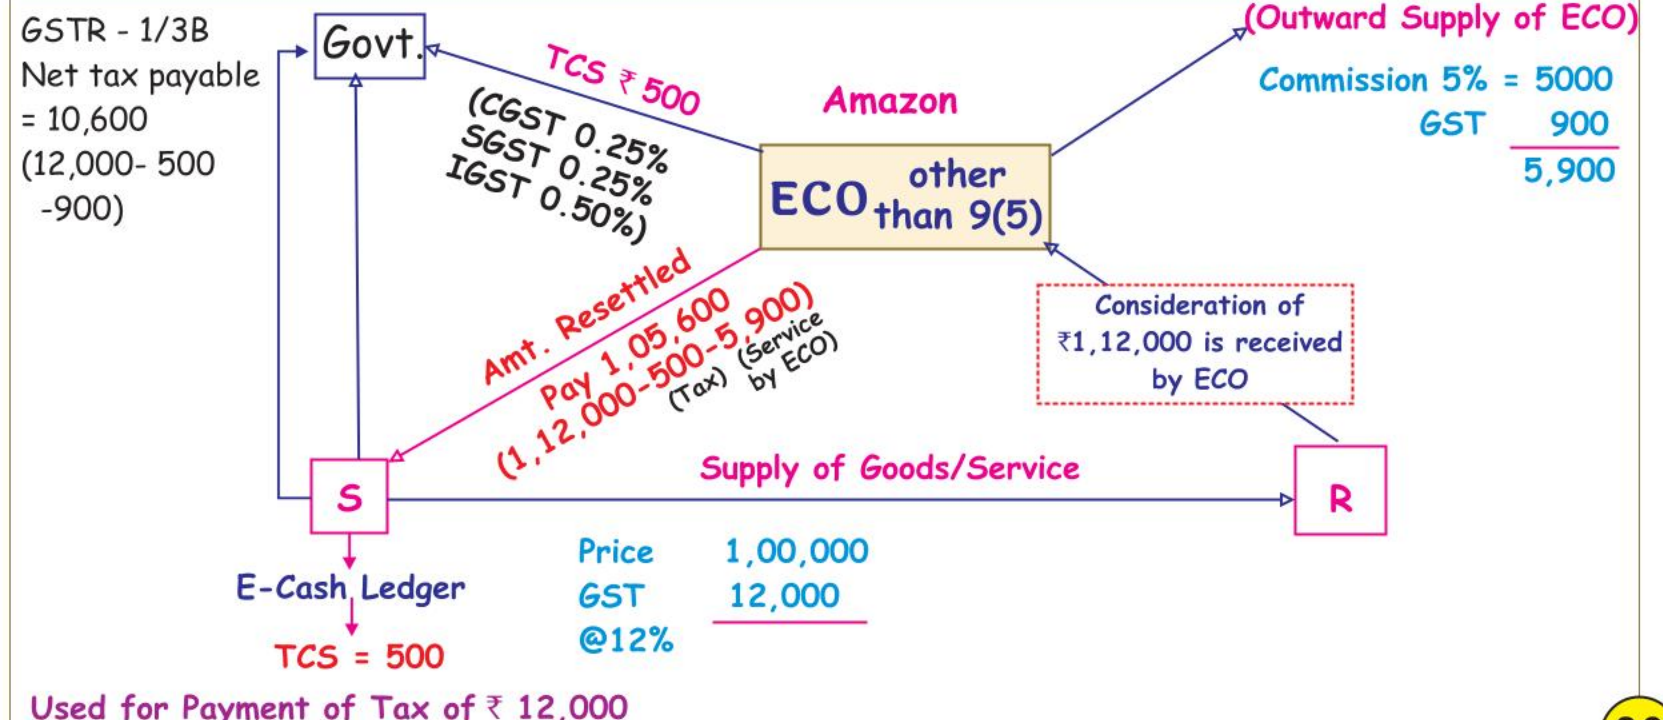 GSTR - 1/3B
Net tax payable
= 10,600
(12,000- 500
-900)
Govt.
TCS ₹ 500
(CGST 0.25%
SGST 0.25%
IGST 0.50%)
Amazon
ECO other
than 9(5)
(Outward Supply of ECO)
Commission 5% = 5000
GST 900
5,900
Consideration of
₹1,12,000 is received
by ECO
Amt. Resettled
Pay 1,05,600
(1,12,000-500-5,900)
(Tax) (Service
by ECO)
S
Supply of Goods/Service
R
Price 1,00,000
GST 12,000
@12%
E-Cash Ledger
TCS = 500
Used for Payment of Tax of ₹ 12,000